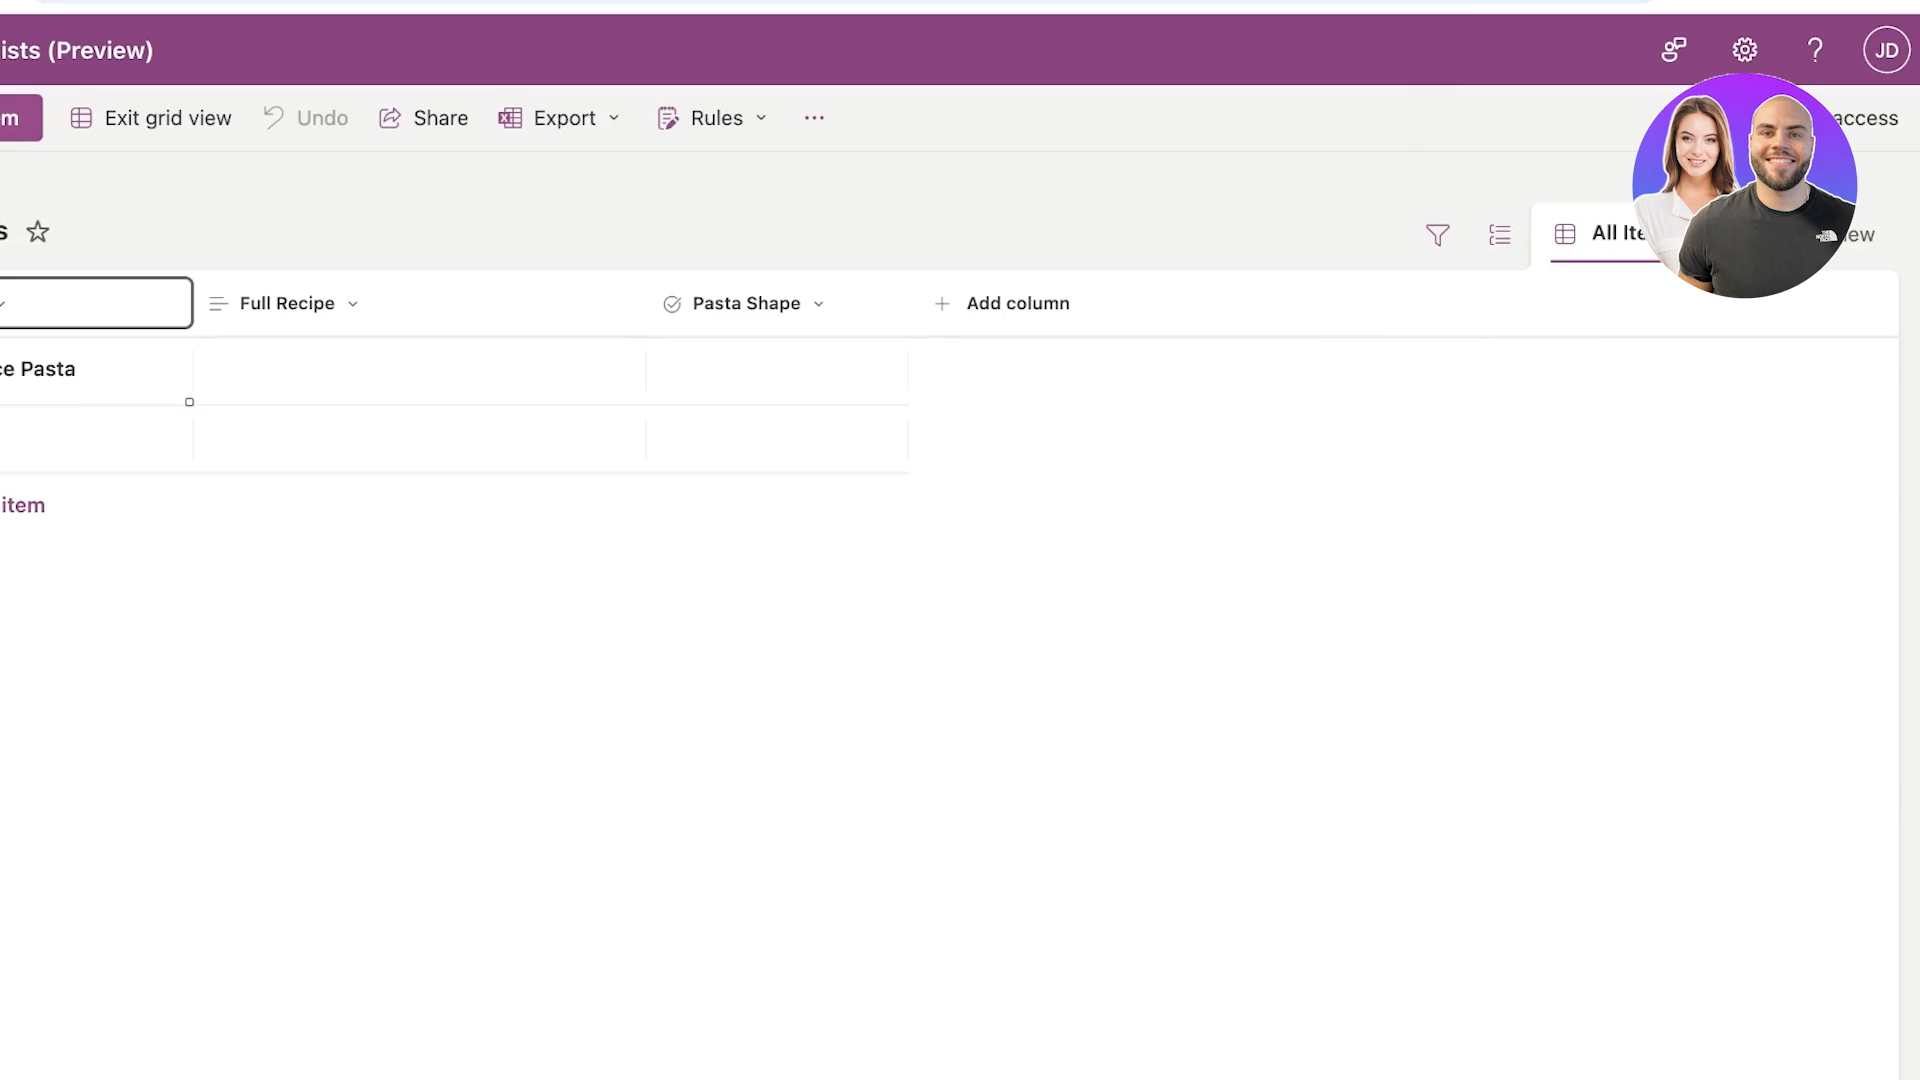 ists (Preview)
JD
m
Exit grid view
Undo
Share
Export
Rules
access
s
All Ite
ew
Full Recipe
Pasta Shape
Add column
ce Pasta
item